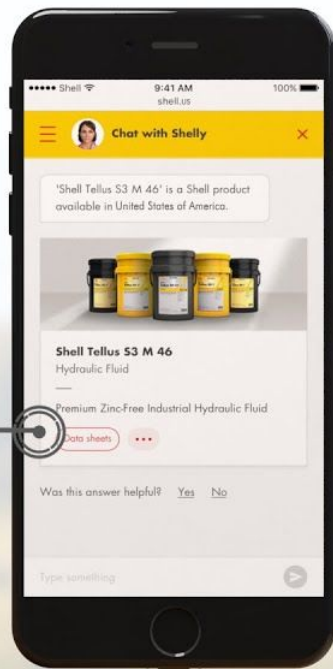 Shell
9:41 AM
100%
shell.us
Chat with Shelly
'Shell Tellus S3 M 46' is a Shell product
available in United States of America.
Shell Tellus S3 M 46
Hydraulic Fluid
Premium Zinc-Free Industrial Hydraulic Fluid
Data sheets
Was this answer helpful? Yes No
Type something